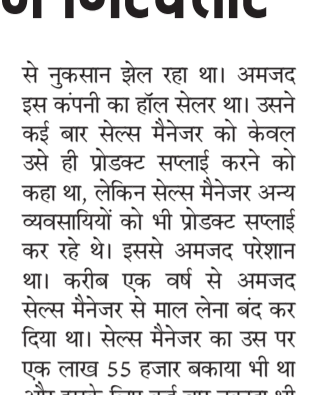 से नुकसान झेल रहा था। अमजद
इस कंपनी का हॉल सेलर था। उसने
कई बार सेल्स मैनेजर को केवल
उसे ही प्रोडक्ट सप्लाई करने को
कहा था, लेकिन सेल्स मैनेजर अन्य
व्यवसायियों को भी प्रोडक्ट सप्लाई
कर रहे थे। इससे अमजद परेशान
था। करीब एक वर्ष से अमजद
सेल्स मैनेजर से माल लेना बंद कर
दिया था। सेल्स मैनेजर का उस पर
एक लाख 55 हजार बकाया भी था